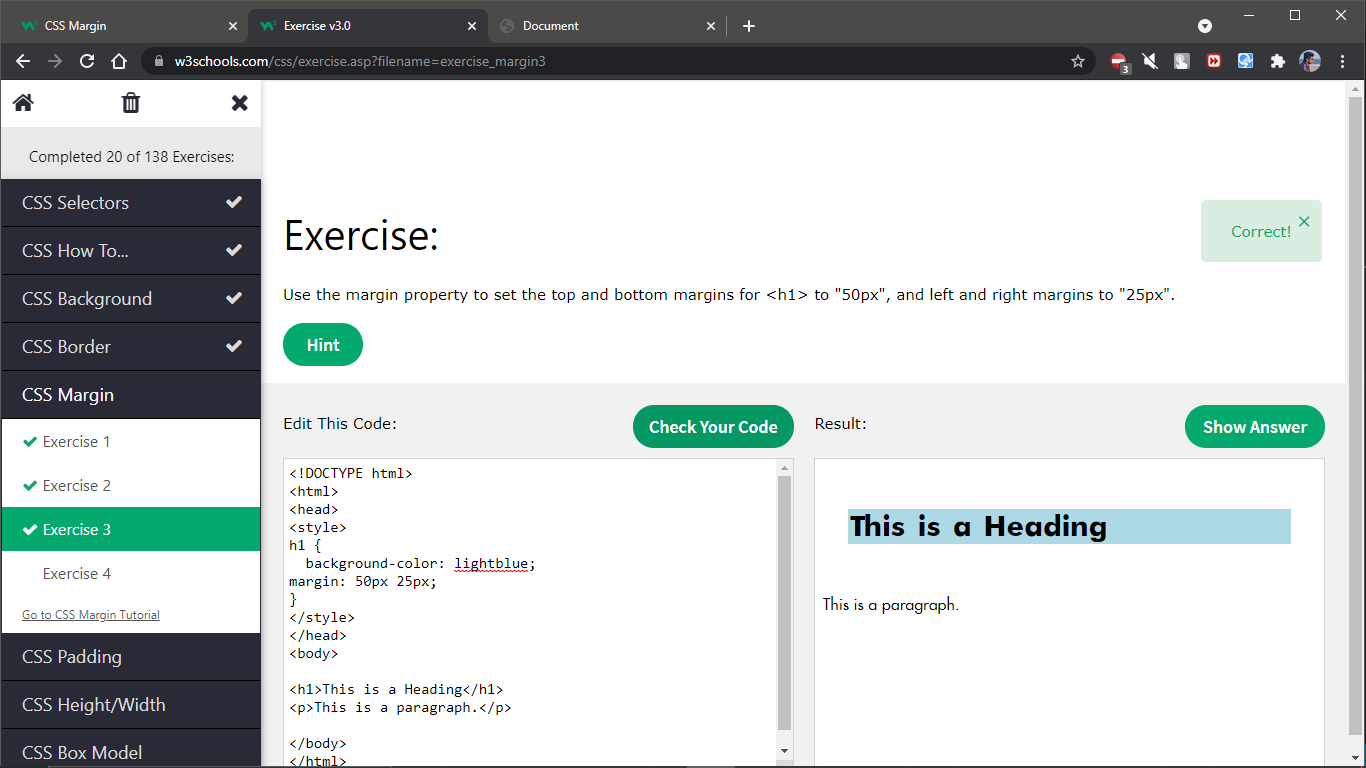 CSS Margin
Exercise v3.0
Document
w3schools.com/css/exercise.asp?filename=exercise_margin3
3
Completed 20 of 138 Exercises:
CSS Selectors
CSS How To...
CSS Background
CSS Border
CSS Margin
Exercise 1
Exercise 2
Exercise 3
Exercise 4
Go to CSS Margin Tutorial
CSS Padding
CSS Height/Width
CSS Box Model
Exercise:
Correct!
Use the margin property to set the top and bottom margins for <h1> to "50px", and left and right margins to "25px".
Hint
Edit This Code:
Check Your Code
<!DOCTYPE html>
<html>
<head>
<style>
h1 {
  background-color: lightblue;
margin: 50px 25px;
}
</style>
</head>
<body>
<h1>This is a Heading</h1>
<p>This is a paragraph.</p>
</body>
</html>
Result:
Show Answer
This is a Heading
This is a paragraph.